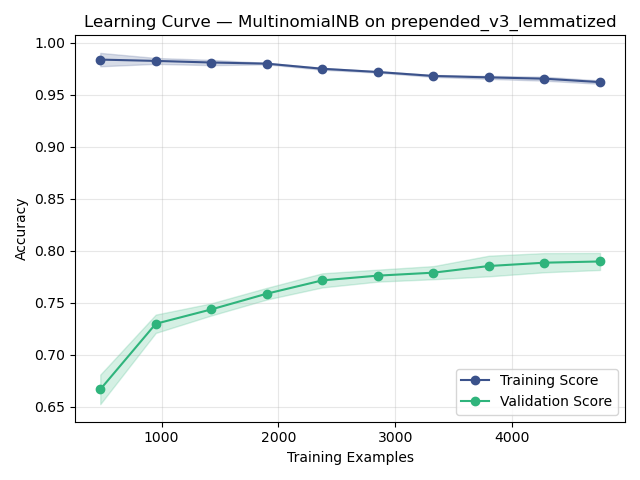 Learning Curve — MultinomialNB on prepended_v3_lemmatized
1.00
0.95
0.90
0.85
0.80
0.75
0.70
0.65
Accuracy
1000
2000
3000
4000
Training Examples
Training Score
Validation Score